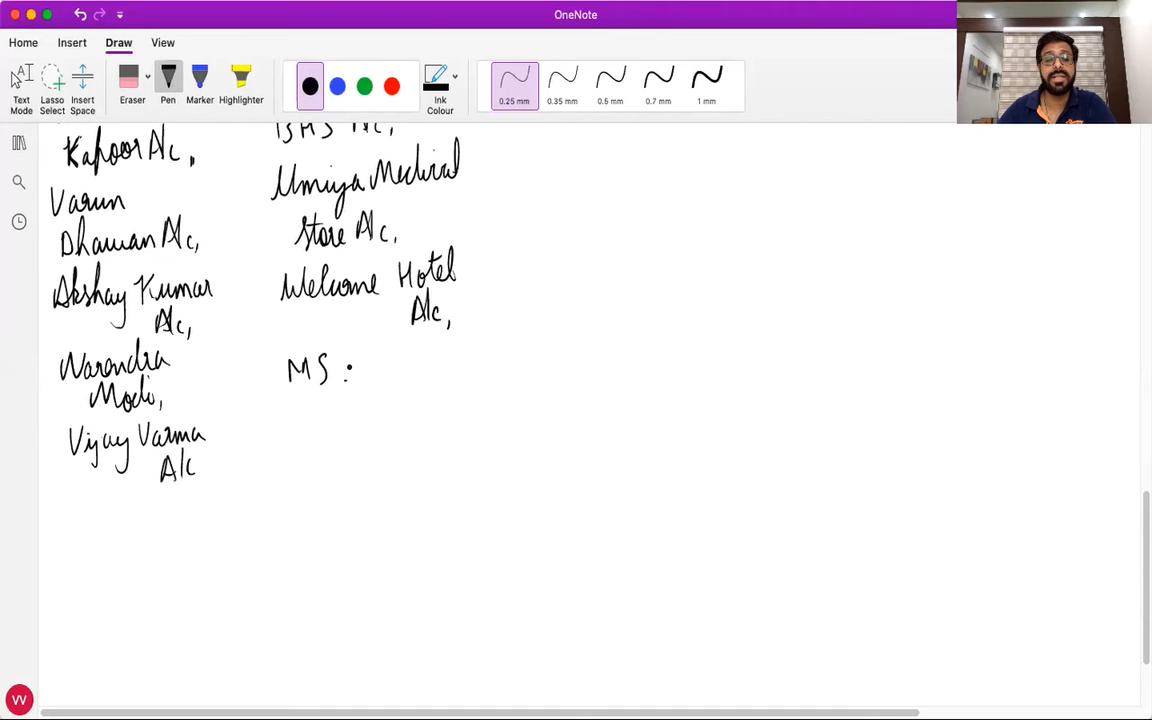 OneNote
Home Insert Draw View
Text Mode
Lasso Select
Insert Space
Eraser
Pen
Marker
Highlighter
Ink Colour
0.25 mm
0.35 mm
0.5 mm
0.7 mm
1 mm
Kapoor A/c,
Varun
Dhawan A/c,
Akshay Kumar
A/c,
Narendra
Modi,
Vijay Varma
A/c
A/c,
Umiya Medical
Store A/c,
Welcome Hotel
A/c,
MS :
VV